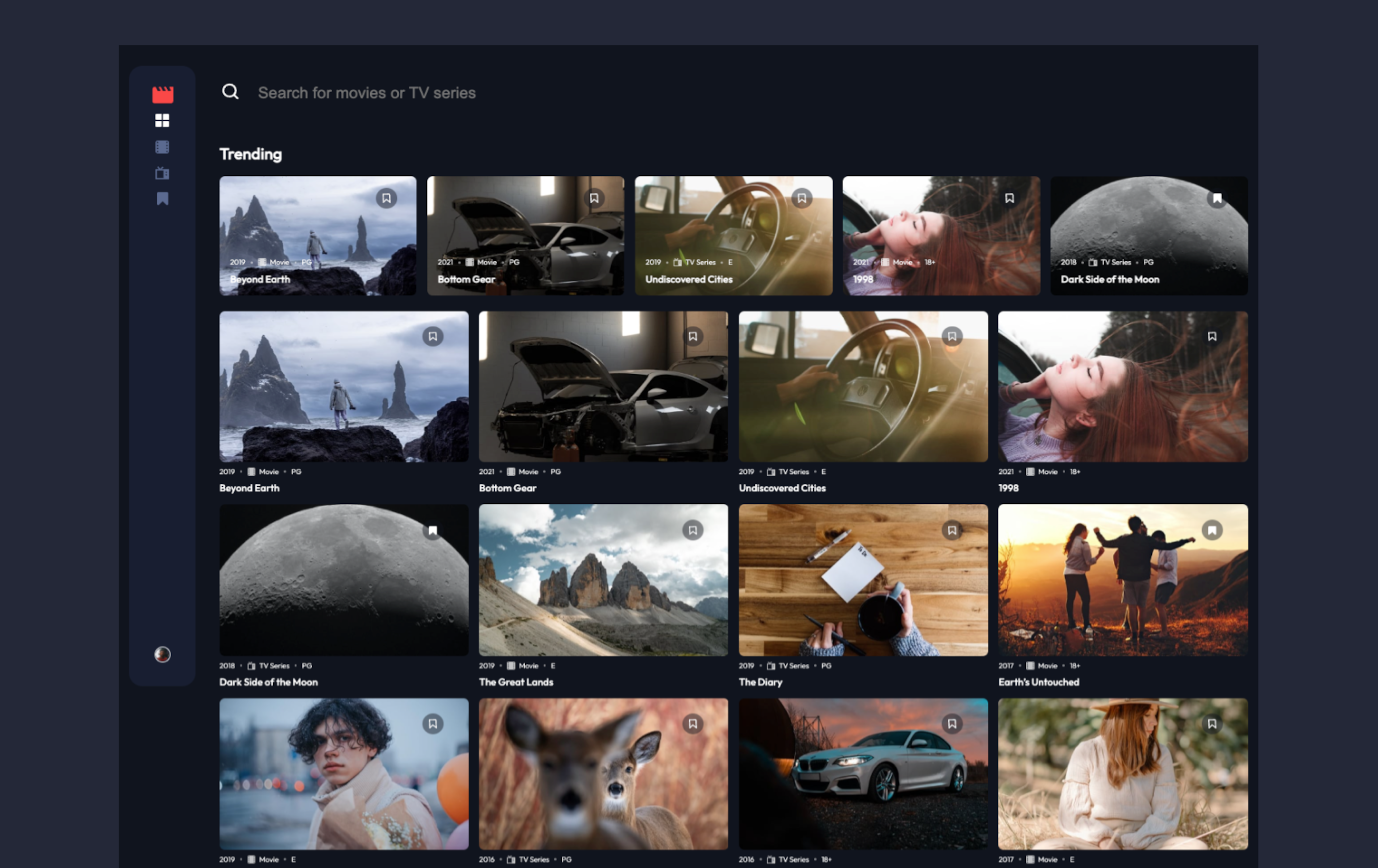 Search for movies or TV series
Trending
2019 • Movie • PG
Beyond Earth
2021 • Movie • PG
Bottom Gear
2019 • TV Series • E
Undiscovered Cities
2021 • Movie • 18+
1998
2018 • TV Series • PG
Dark Side of the Moon
2019 • Movie • PG
Beyond Earth
2021 • Movie • PG
Bottom Gear
2019 • TV Series • E
Undiscovered Cities
2021 • Movie • 18+
1998
2018 • TV Series • PG
Dark Side of the Moon
2019 • Movie • E
The Great Lands
2019 • TV Series • PG
The Diary
2017 • Movie • 18+
Earth's Untouched
2019 • Movie • E
2016 • TV Series • PG
2016 • TV Series • 18+
2017 • Movie • E